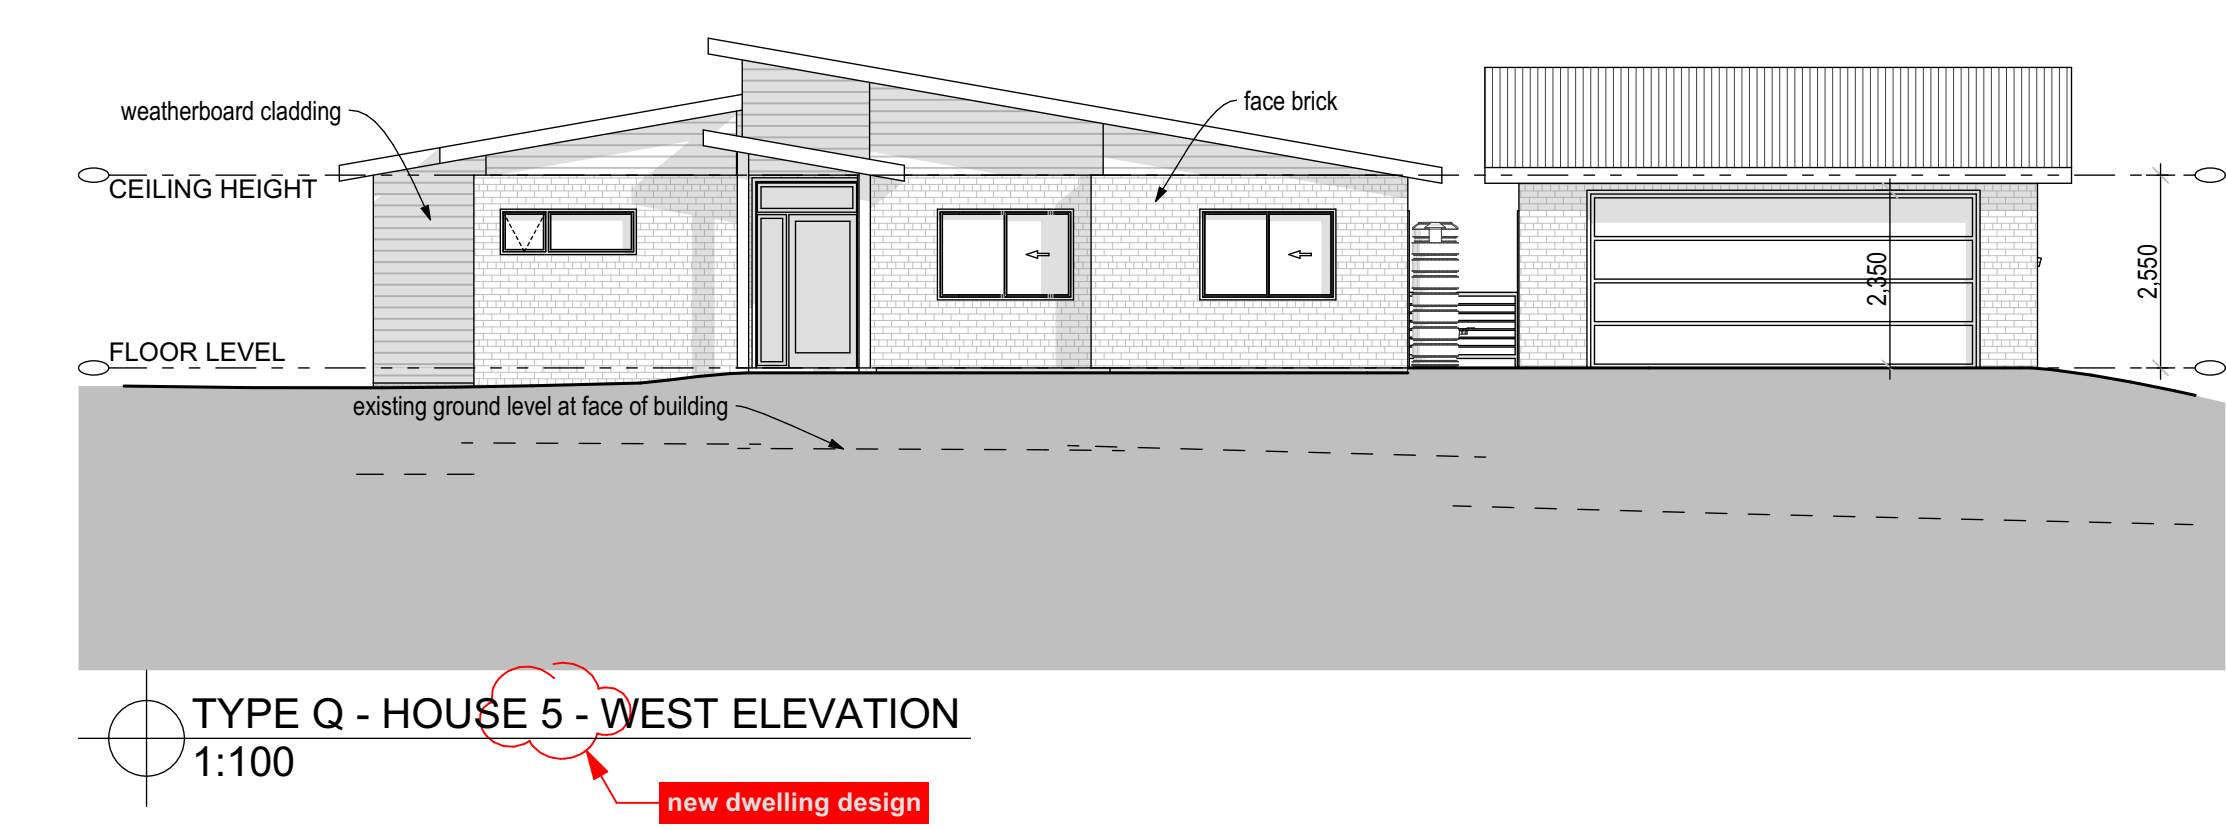 weatherboard cladding
face brick
CEILING HEIGHT
2,350
2,550
FLOOR LEVEL
existing ground level at face of building
TYPE Q - HOUSE 5 - WEST ELEVATION
1:100
new dwelling design